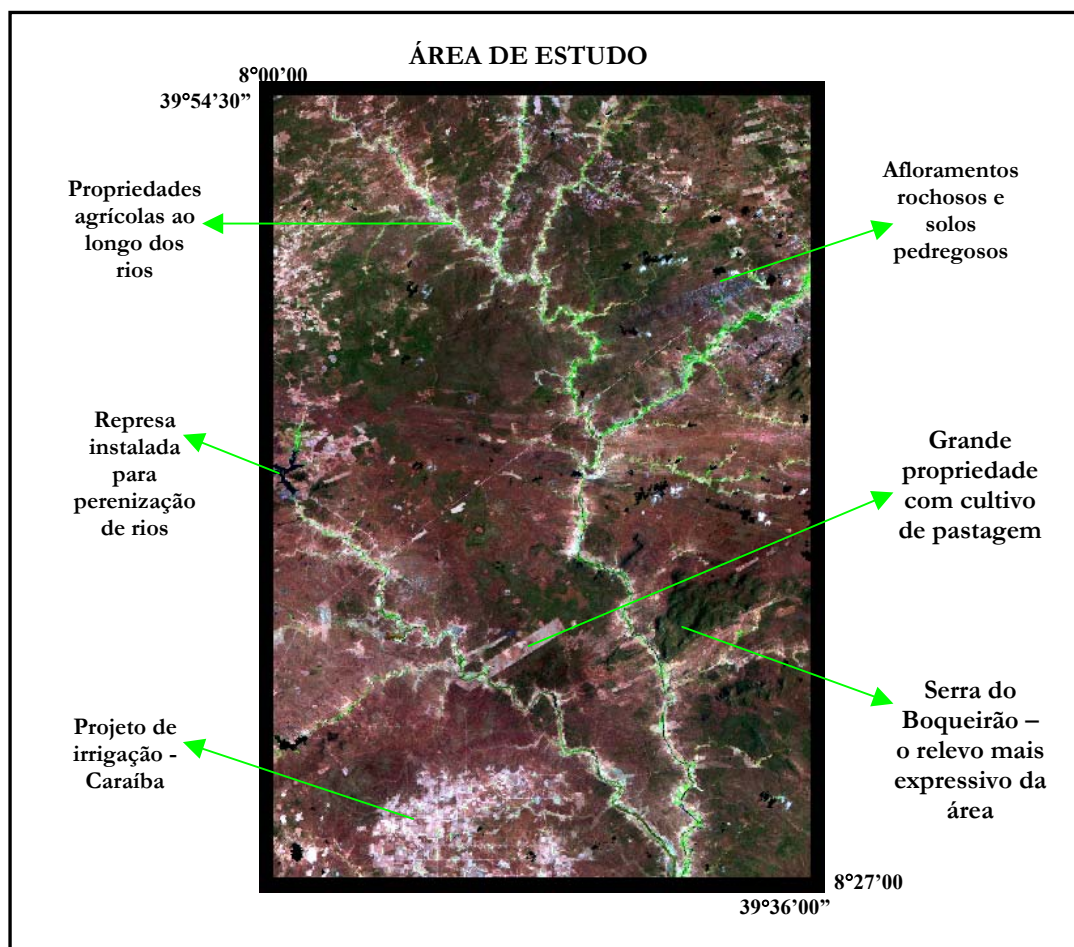 ÁREA DE ESTUDO
8°00’00
39°54’30”
Propriedades
agrícolas ao
longo dos
rios
Afloramentos
rochosos e
solos
pedregosos
Represa
instalada
para
perenização
de rios
Grande
propriedade
com cultivo
de pastagem
Projeto de
irrigação -
Caraíba
Serra do
Boqueirão –
o relevo mais
expressivo da
área
8°27’00
39°36’00”